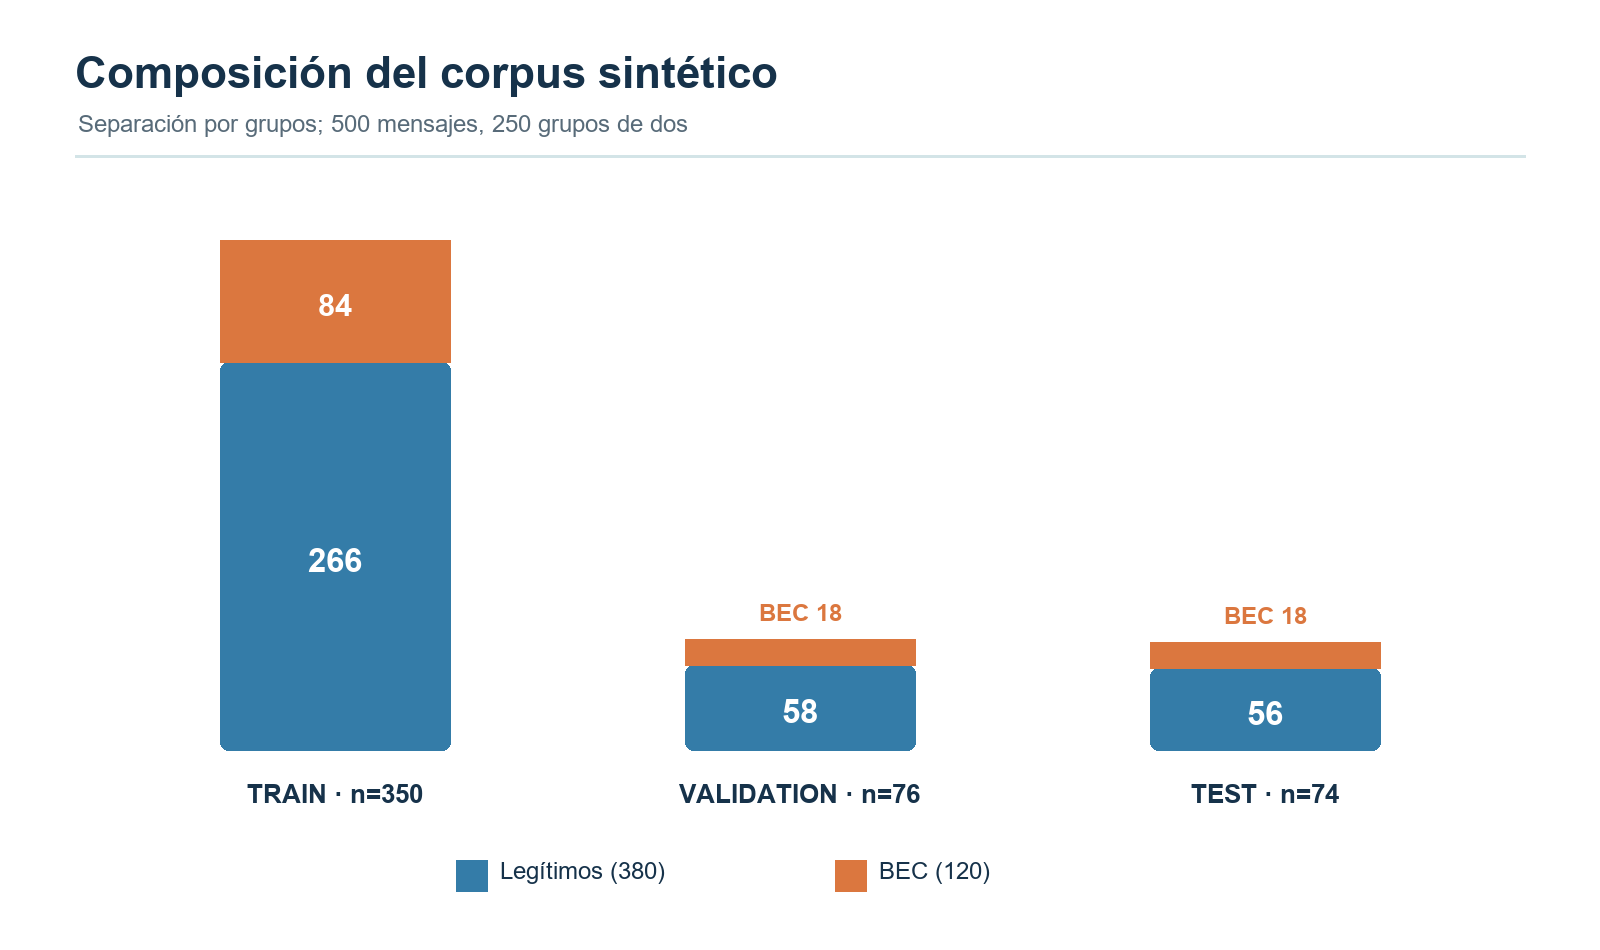 Composición del corpus sintético
Separación por grupos; 500 mensajes, 250 grupos de dos
84
266
BEC 18
58
BEC 18
56
TRAIN · n=350
VALIDATION · n=76
TEST · n=74
Legítimos (380)
BEC (120)